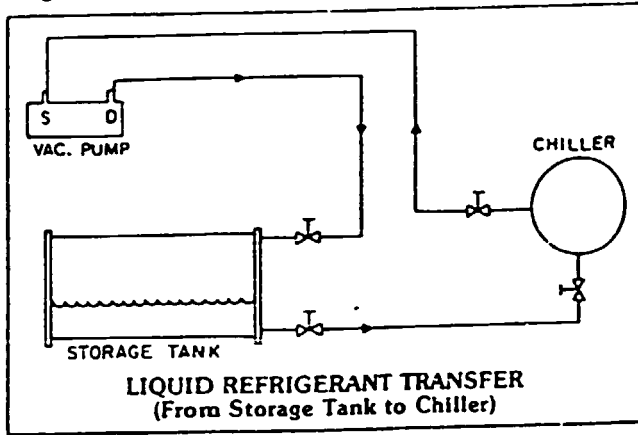 S
D
VAC. PUMP
CHILLER
STORAGE TANK
LIQUID REFRIGERANT TRANSFER
(From Storage Tank to Chiller)